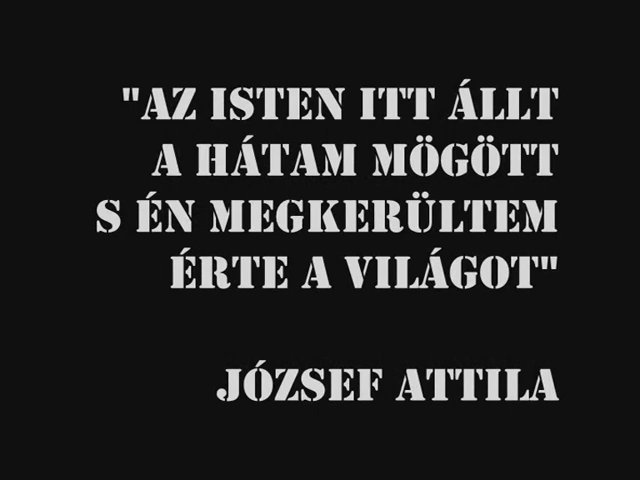 "AZ ISTEN ITT ÁLLT
A HÁTAM MÖGÖTT
S ÉN MEGKERÜLTEM
ÉRTE A VILÁGOT"
JÓZSEF ATTILA